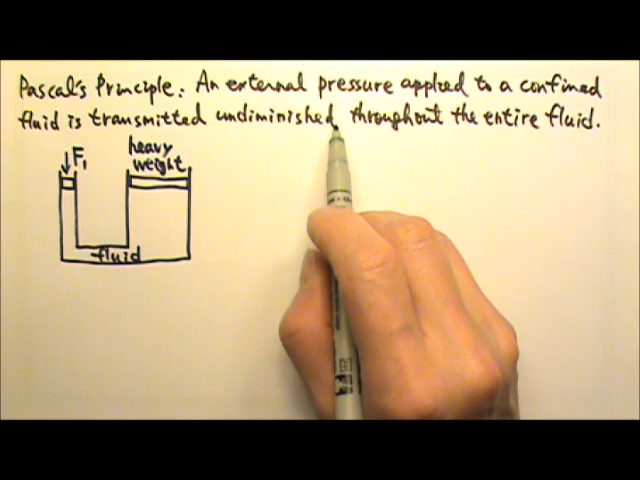 Pascal's Principle: An external pressure applied to a confined
fluid is transmitted undiminished throughout the entire fluid.
F₁
heavy
weight
fluid